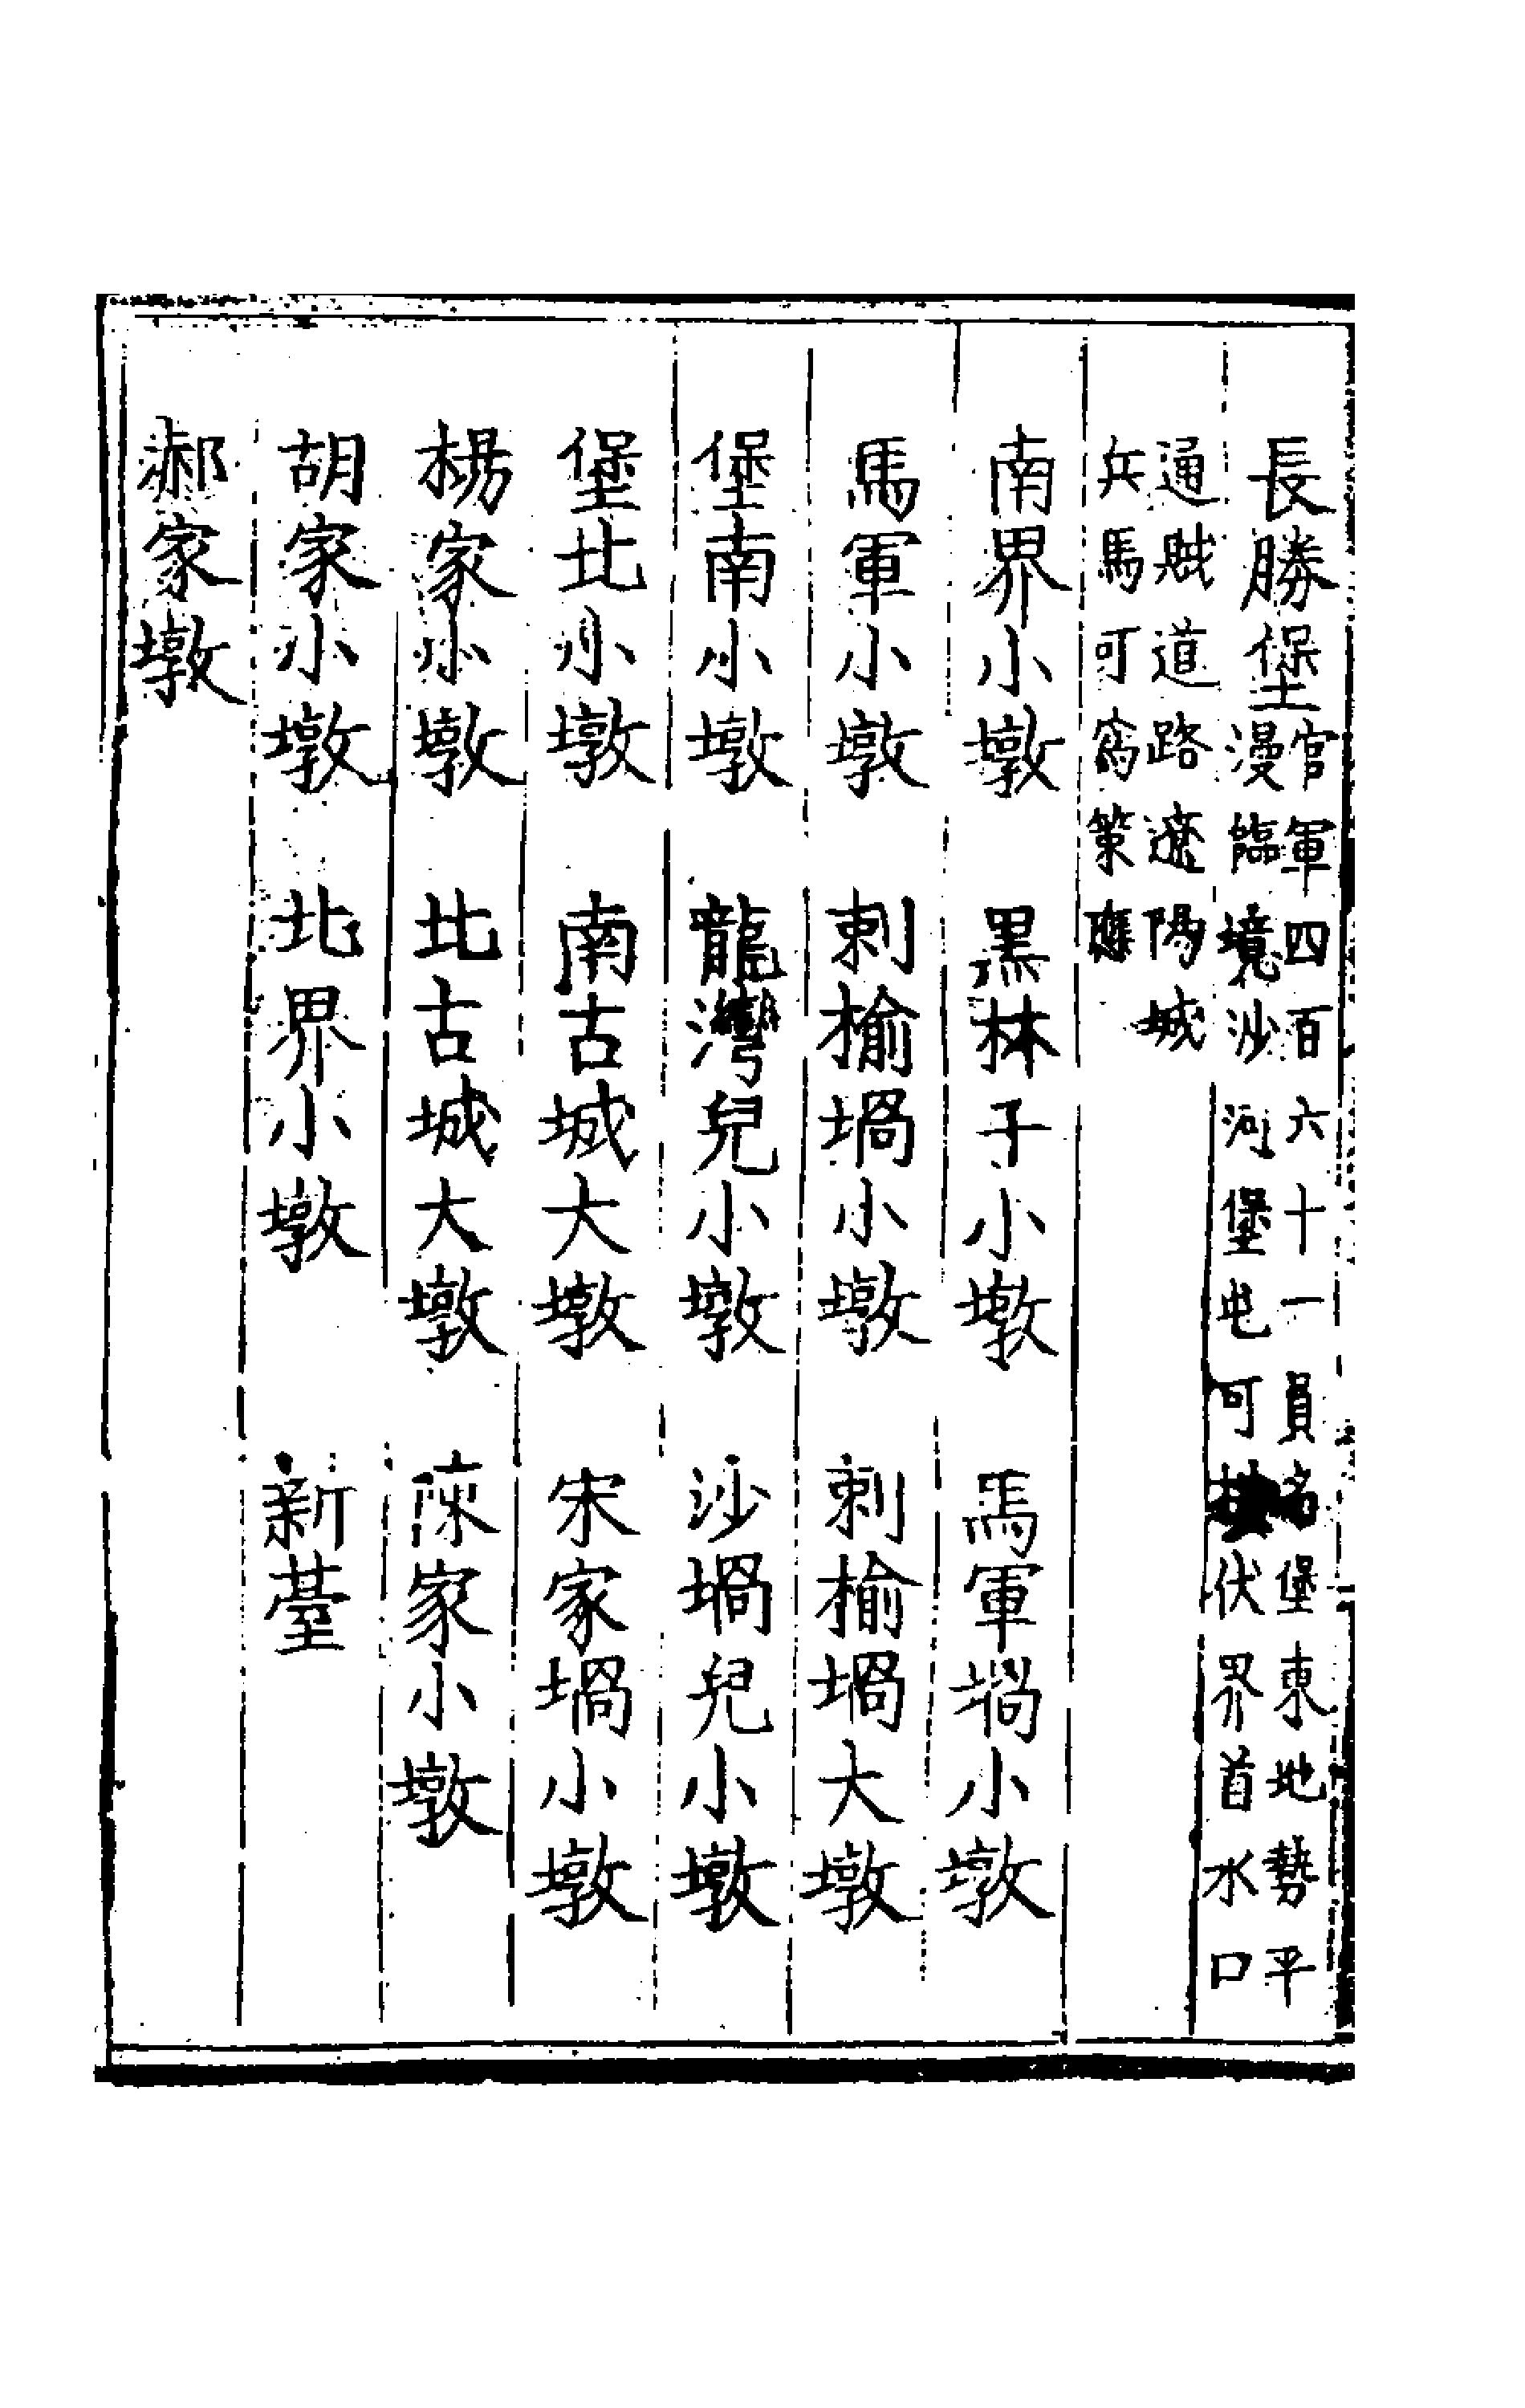 長勝堡官軍四百六十一員名堡東地勢平
漫臨境沙河堡屯可按伏界首水口
通賊道路遼陽城
兵馬可爲策應
南界小墩 黑林子小墩 馬軍堝小墩
馬軍小墩 刺榆堝小墩 刺榆堝大墩
堡南小墩 龍灣兒小墩 沙堝兒小墩
堡北小墩 南古城大墩 宋家堝小墩
楊家小墩 北古城大墩 陳家小墩
胡家小墩 北界小墩 新臺
郝家墩